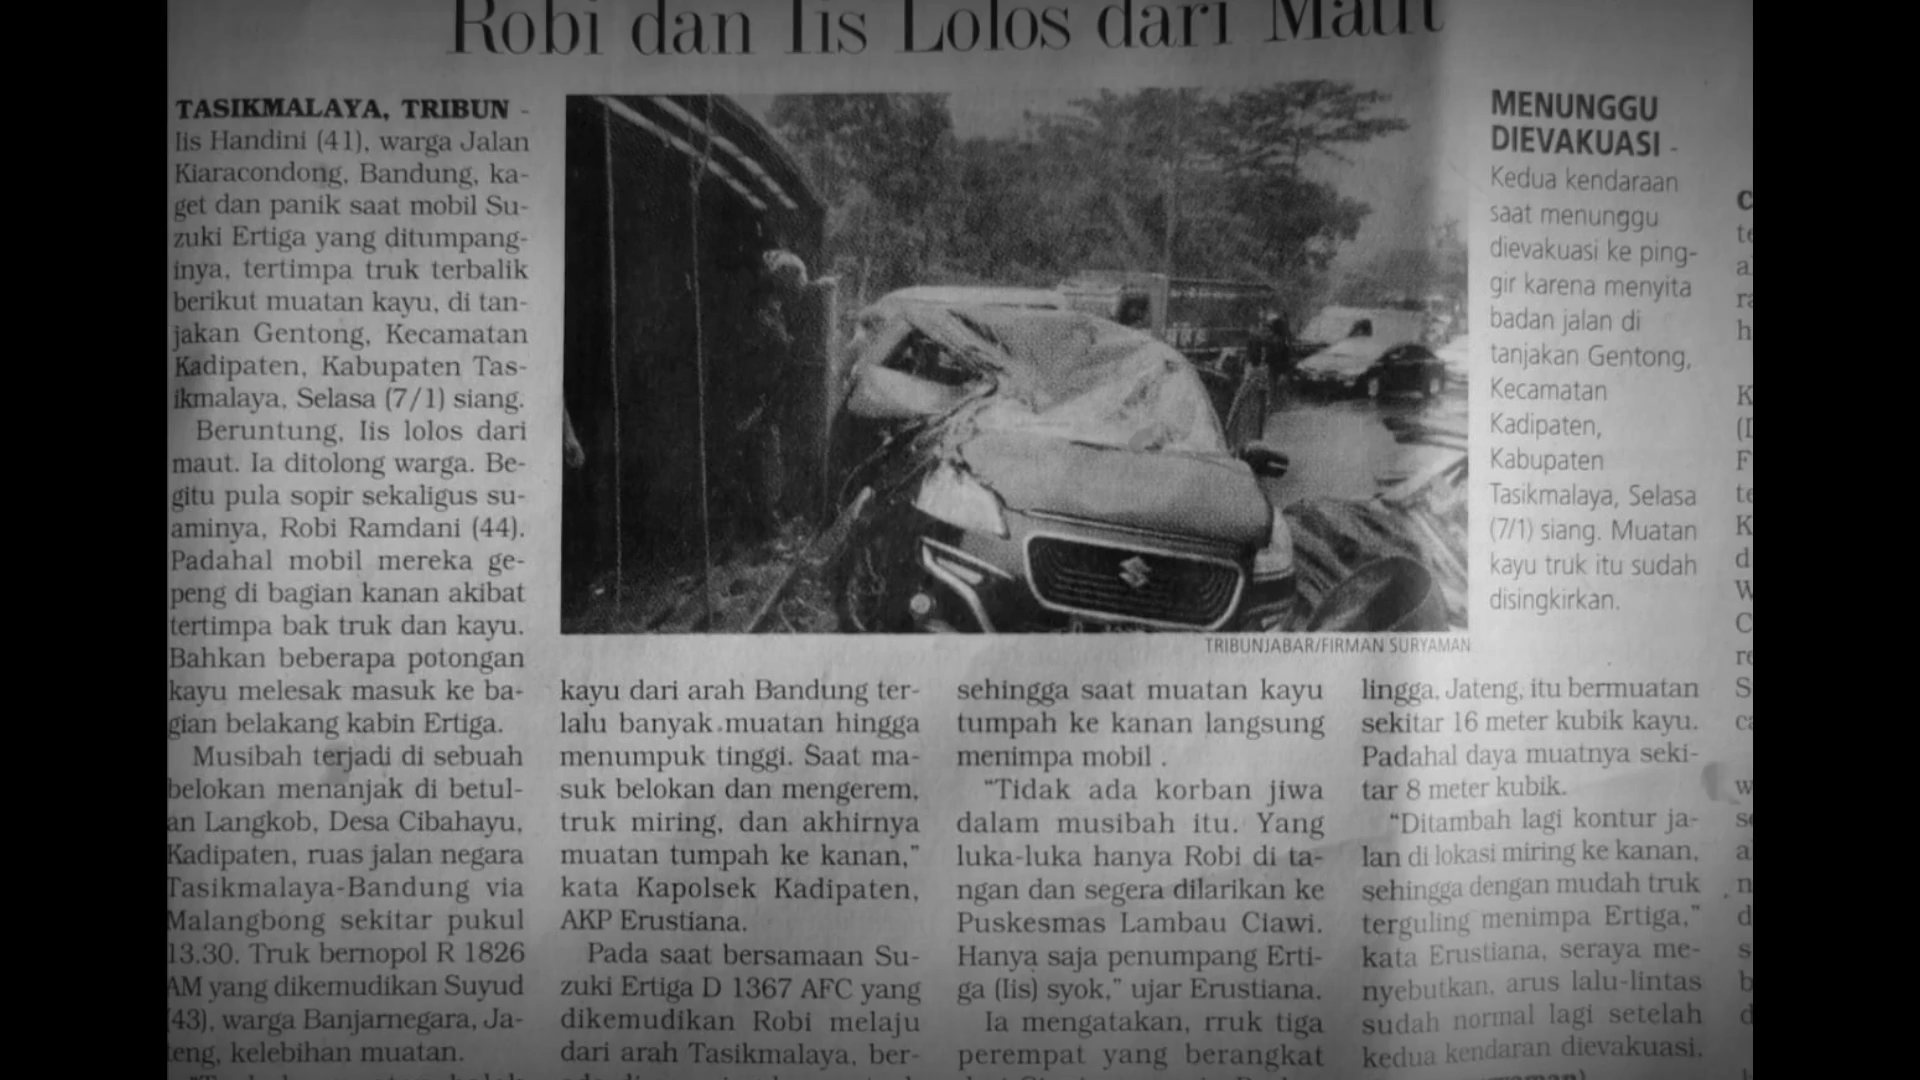 Robi dan Iis Lolos dari Maut
TASIKMALAYA, TRIBUN -
Iis Handini (41), warga Jalan
Kiaracondong, Bandung, ka-
get dan panik saat mobil Su-
zuki Ertiga yang ditumpang-
inya, tertimpa truk terbalik
berikut muatan kayu, di tan-
jakan Gentong, Kecamatan
Kadipaten, Kabupaten Tas-
ikmalaya, Selasa (7/1) siang.
Beruntung, Iis lolos dari
maut. Ia ditolong warga. Be-
gitu pula sopir sekaligus su-
aminya, Robi Ramdani (44).
Padahal mobil mereka ge-
peng di bagian kanan akibat
tertimpa bak truk dan kayu.
Bahkan beberapa potongan
kayu melesak masuk ke ba-
gian belakang kabin Ertiga.
Musibah terjadi di sebuah
belokan menanjak di betul-
an Langkob, Desa Cibahayu,
Kadipaten, ruas jalan negara
Tasikmalaya-Bandung via
Malangbong sekitar pukul
13.30. Truk bernopol R 1826
AM yang dikemudikan Suyud
(43), warga Banjarnegara, Ja-
teng, kelebihan muatan.
MENUNGGU
DIEVAKUASI -
Kedua kendaraan
saat menunggu
dievakuasi ke ping-
gir karena menyita
badan jalan di
tanjakan Gentong,
Kecamatan
Kadipaten,
Kabupaten
Tasikmalaya, Selasa
(7/1) siang. Muatan
kayu truk itu sudah
disingkirkan.
TRIBUNJABAR/FIRMAN SURYAMAN
kayu dari arah Bandung ter-
lalu banyak muatan hingga
menumpuk tinggi. Saat ma-
suk belokan dan mengerem,
truk miring, dan akhirnya
muatan tumpah ke kanan,"
kata Kapolsek Kadipaten,
AKP Erustiana.
Pada saat bersamaan Su-
zuki Ertiga D 1367 AFC yang
dikemudikan Robi melaju
dari arah Tasikmalaya, ber-
sehingga saat muatan kayu
tumpah ke kanan langsung
menimpa mobil .
"Tidak ada korban jiwa
dalam musibah itu. Yang
luka-luka hanya Robi di ta-
ngan dan segera dilarikan ke
Puskesmas Lambau Ciawi.
Hanya saja penumpang Erti-
ga (Iis) syok," ujar Erustiana.
Ia mengatakan, rruk tiga
perempat yang berangkat
lingga, Jateng, itu bermuatan
sekitar 16 meter kubik kayu.
Padahal daya muatnya seki-
tar 8 meter kubik.
"Ditambah lagi kontur ja-
lan di lokasi miring ke kanan,
sehingga dengan mudah truk
terguling menimpa Ertiga,"
kata Erustiana, seraya me-
nyebutkan, arus lalu-lintas
sudah normal lagi setelah
kedua kendaran dievakuasi.